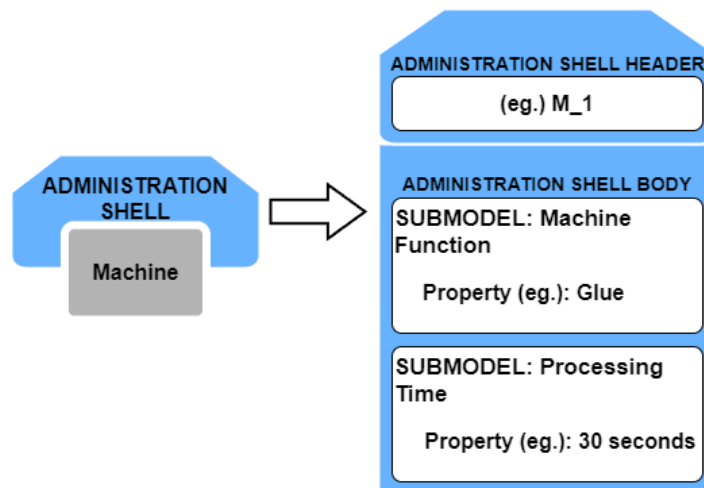 ADMINISTRATION
SHELL
Machine
ADMINISTRATION SHELL HEADER
(eg.) M_1
ADMINISTRATION SHELL BODY
SUBMODEL: Machine
Function
Property (eg.): Glue
SUBMODEL: Processing
Time
Property (eg.): 30 seconds